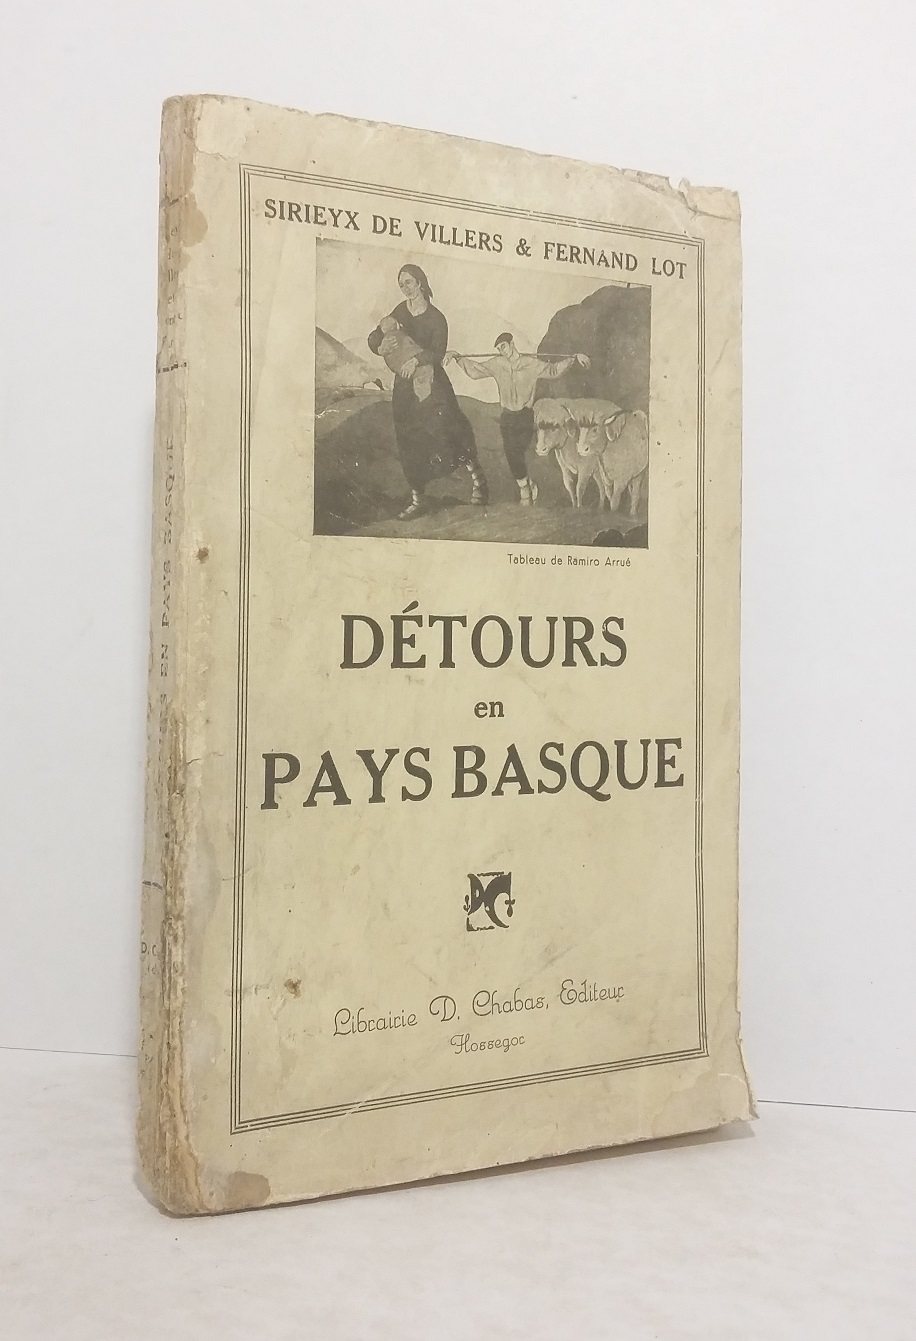 SIRIEYX DE VILLERS & FERNAND LOT
Tableau de Ramiro Arrué
DÉTOURS
en
PAYS BASQUE
Librairie D. Chabas, Éditeur
Hossegor
EN PAYS BASQUE
D. C.